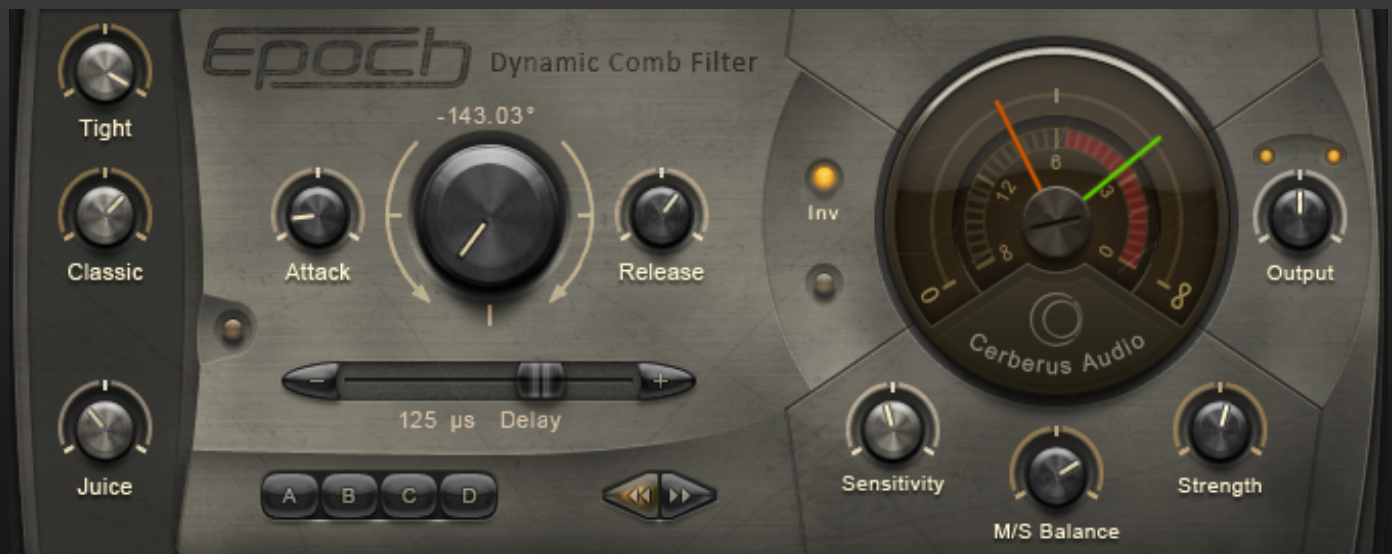 Epoch Dynamic Comb Filter
Tight
-143.03°
Classic
Attack
Release
Inv
6
12
3
8
0
0
∞
Output
Cerberus Audio
−
+
125 µs Delay
Juice
A B C D
Sensitivity
M/S Balance
Strength